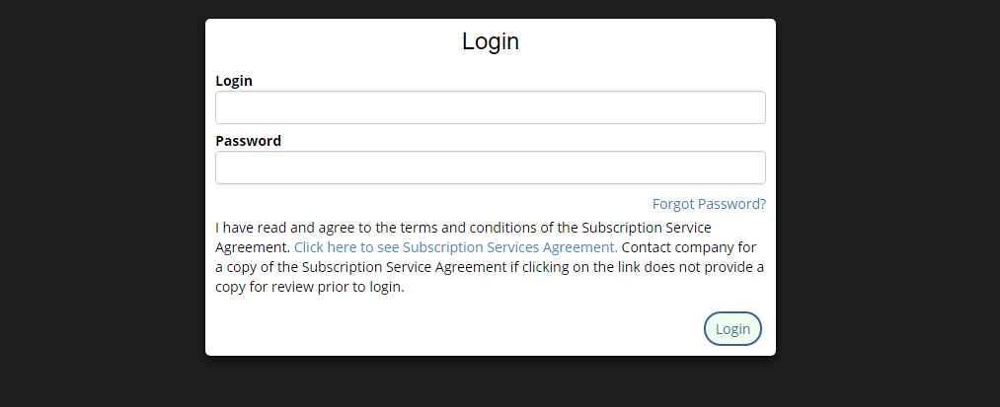 Login
Login
Password
Forgot Password?
I have read and agree to the terms and conditions of the Subscription Service
Agreement. Click here to see Subscription Services Agreement. Contact company for
a copy of the Subscription Service Agreement if clicking on the link does not provide a
copy for review prior to login.
Login